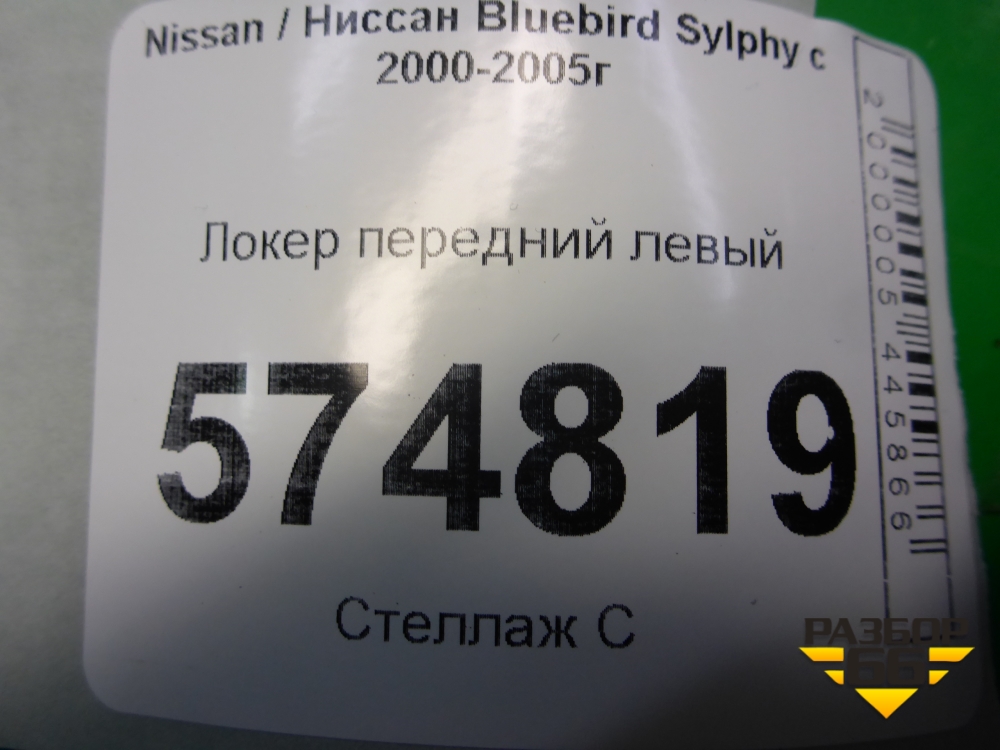 Nissan / Ниссан Bluebird Sylphy с
2000-2005г
Локер передний левый
574819
Стеллаж С
2000005445866
РАЗБОР
66